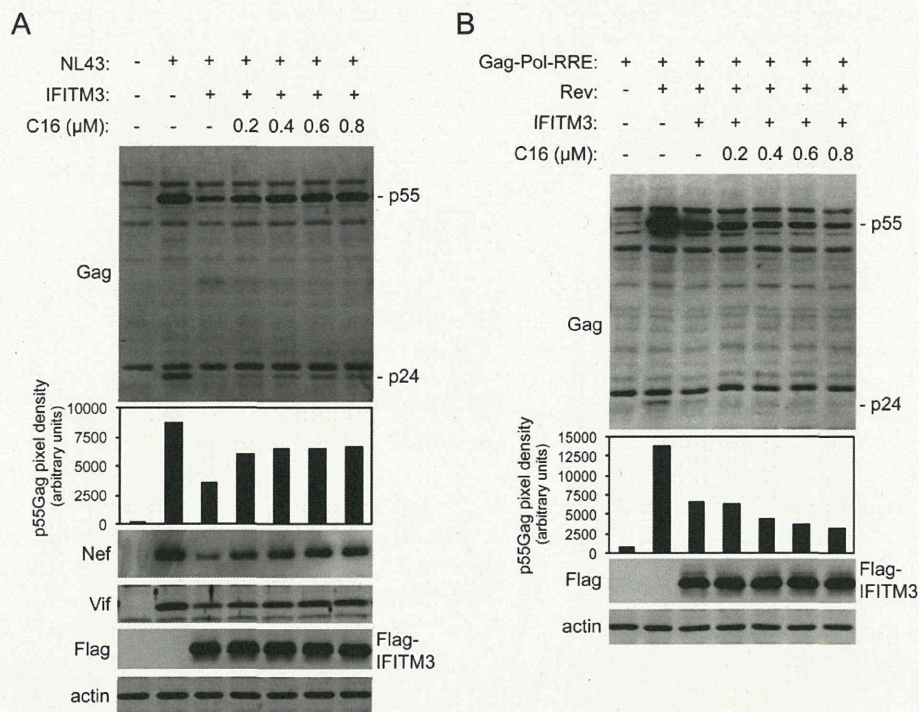 A
NL43: - + + + + + +
IFITM3: - - + + + + +
C16 (µM): - - - 0.2 0.4 0.6 0.8
Gag
- p55
- p24
p55Gag pixel density
(arbitrary units)
10000
7500
5000
2500
0
Nef
Vif
Flag
Flag-
IFITM3
actin
B
Gag-Pol-RRE: + + + + + + +
Rev: - + + + + + +
IFITM3: - - + + + + +
C16 (µM): - - - 0.2 0.4 0.6 0.8
Gag
- p55
- p24
p55Gag pixel density
(arbitrary units)
15000
12500
10000
7500
5000
2500
0
Flag
Flag-
IFITM3
actin